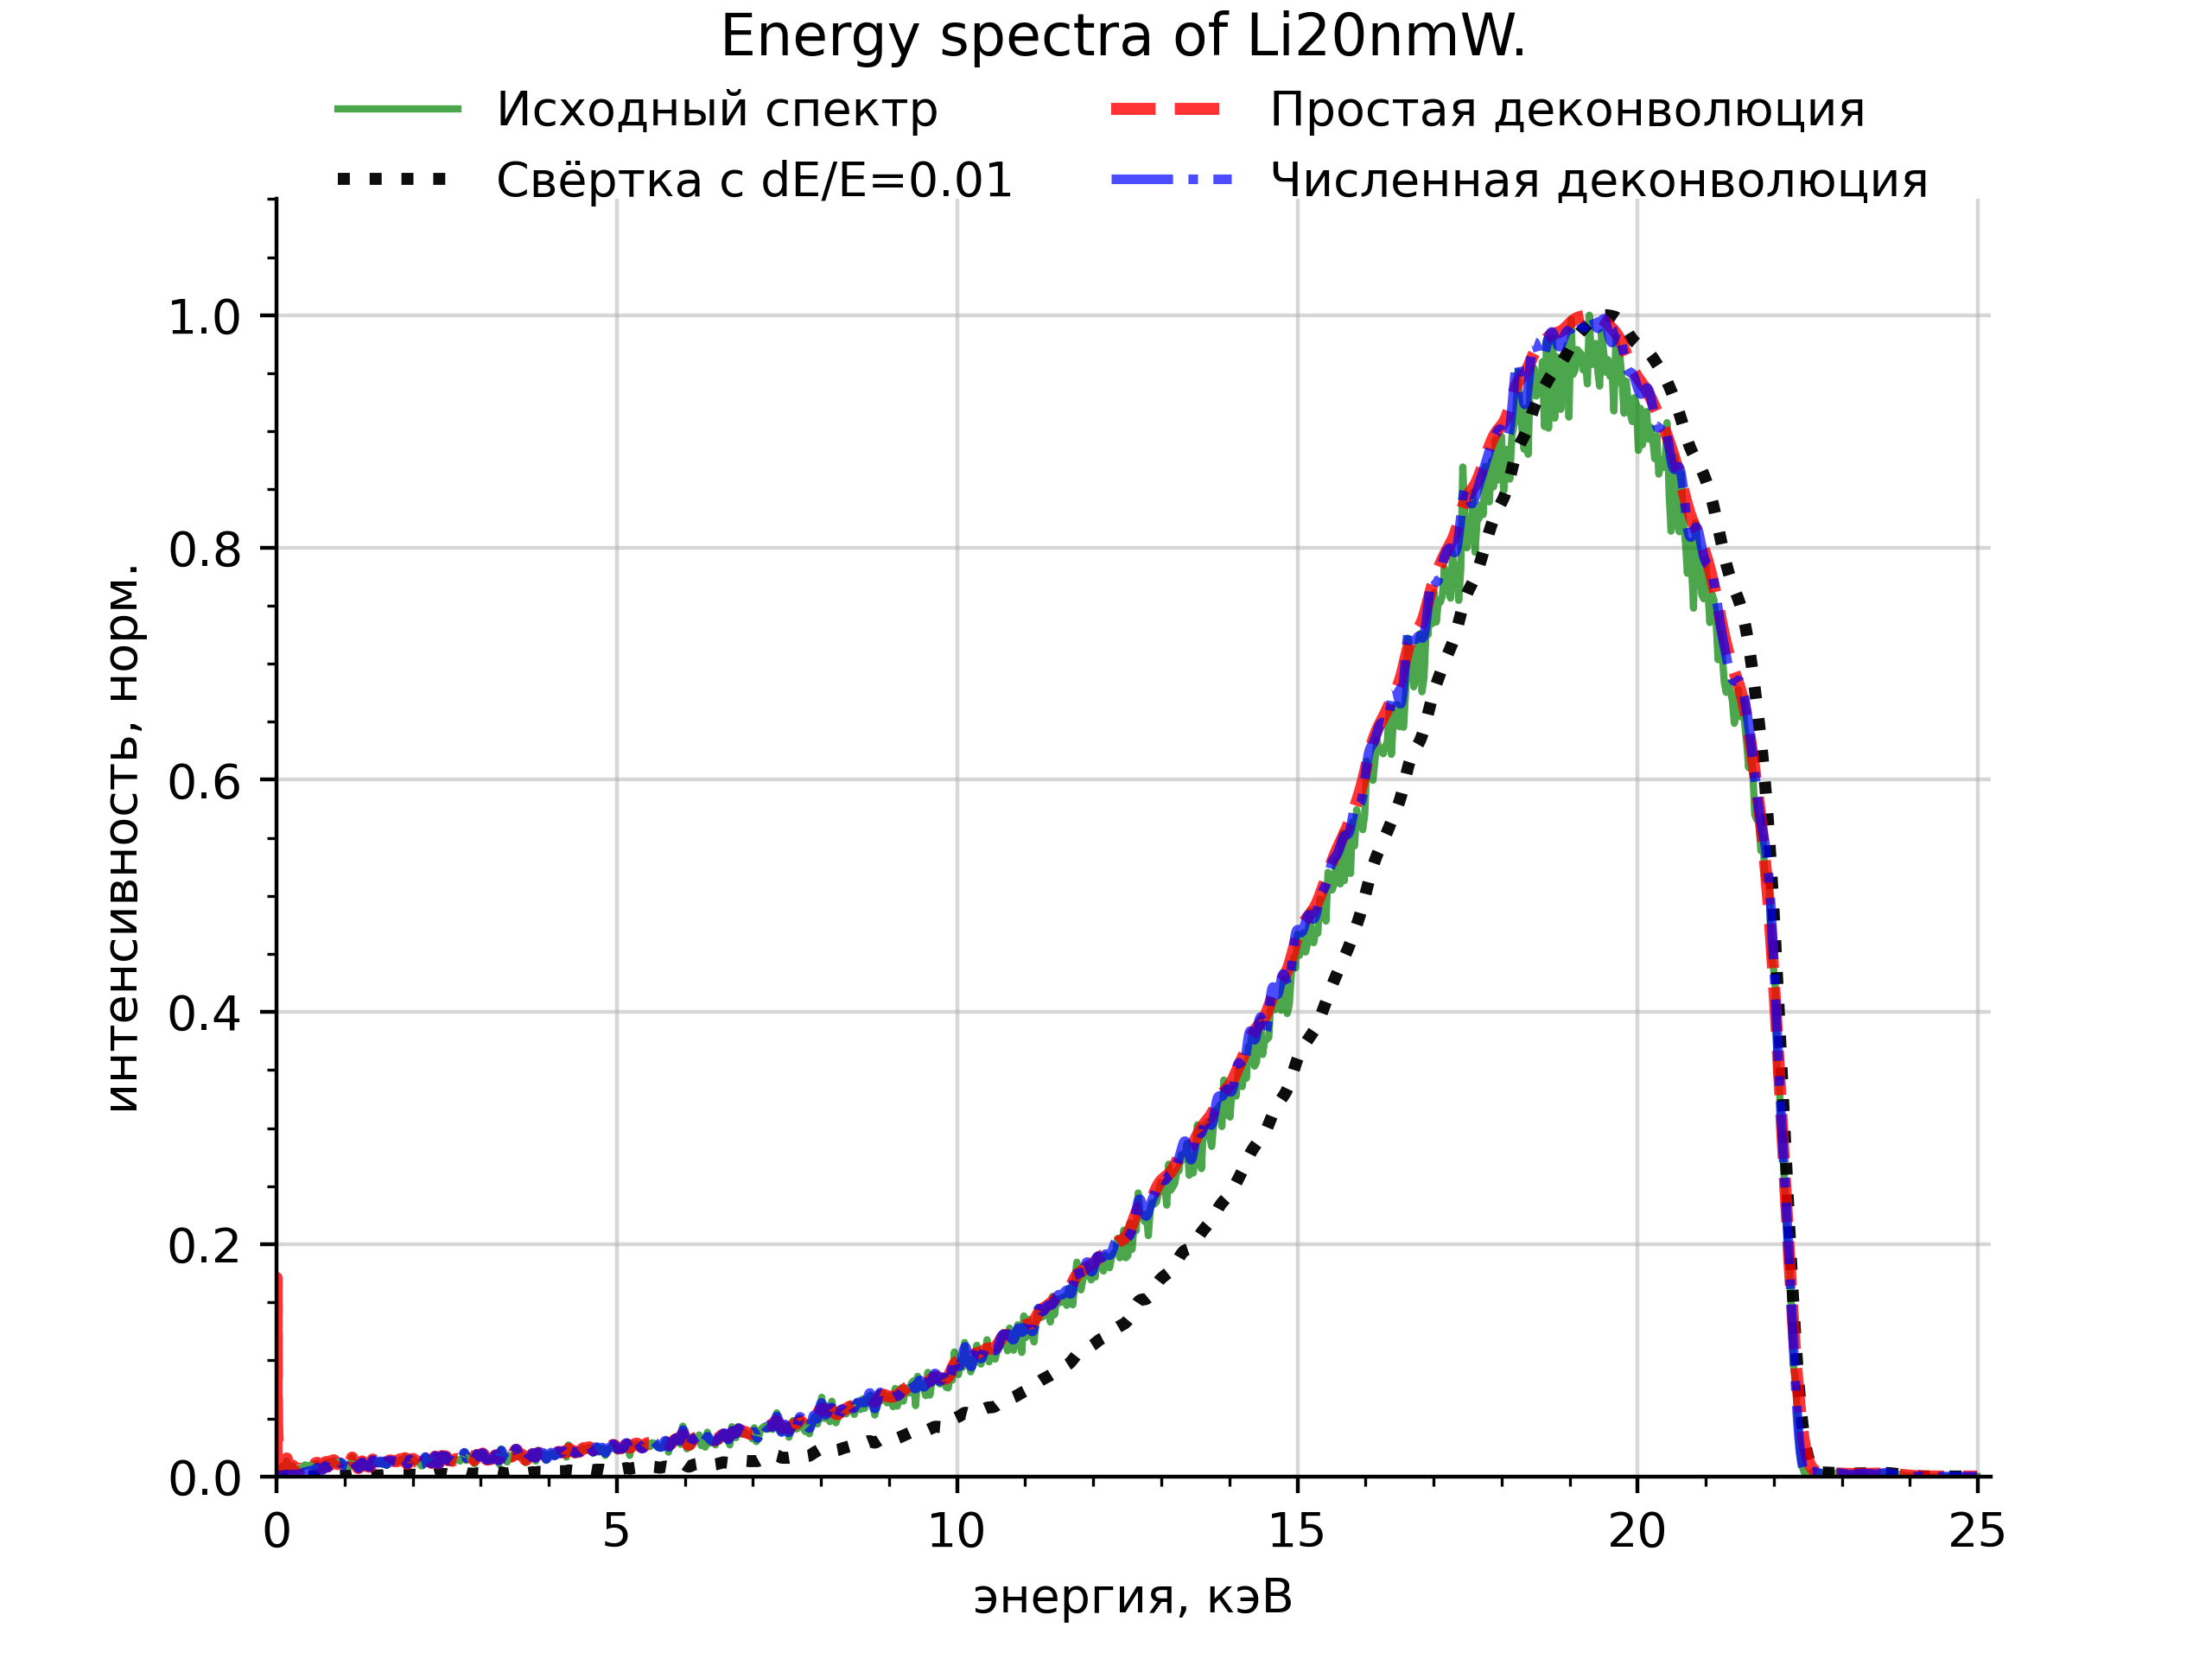 Energy spectra of Li20nmW.
Исходный спектр
Простая деконволюция
Свёртка с dE/E=0.01
Численная деконволюция
интенсивность, норм.
1.0
0.8
0.6
0.4
0.2
0.0
0 5 10 15 20 25
энергия, кэВ